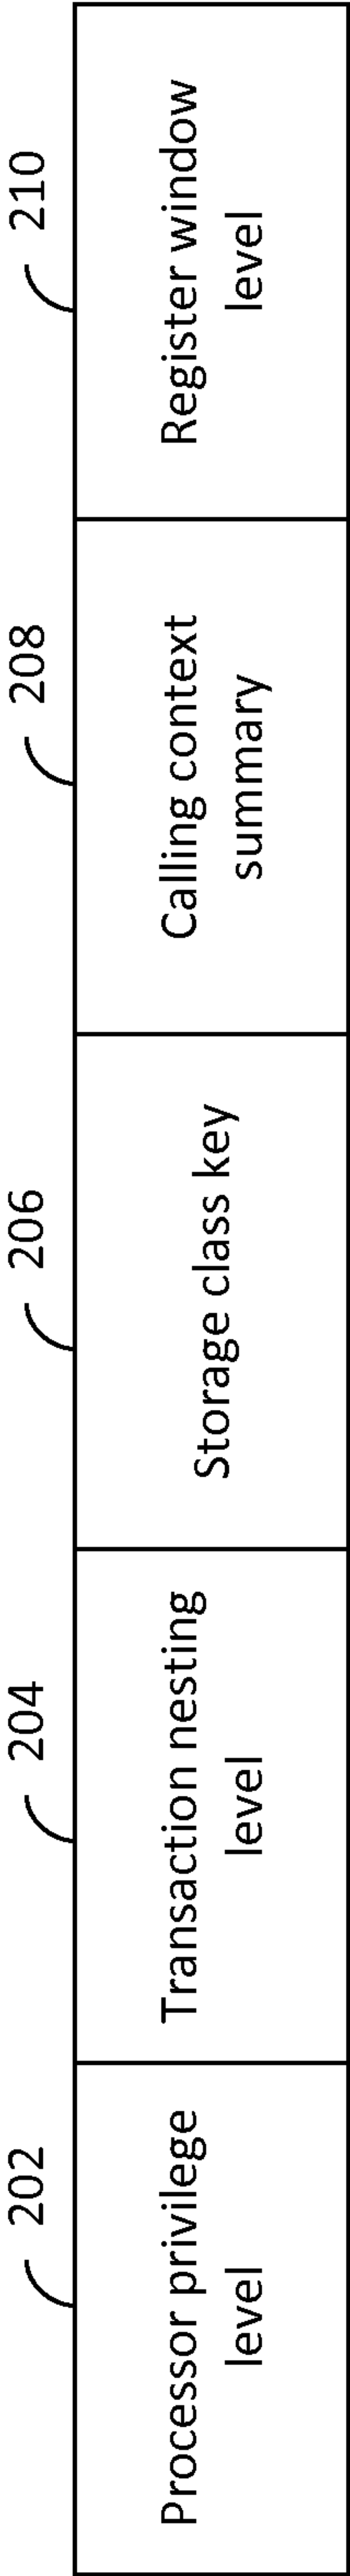 202
204
206
208
210
Processor privilege
level
Transaction nesting
level
Storage class key
Calling context
summary
Register window
level